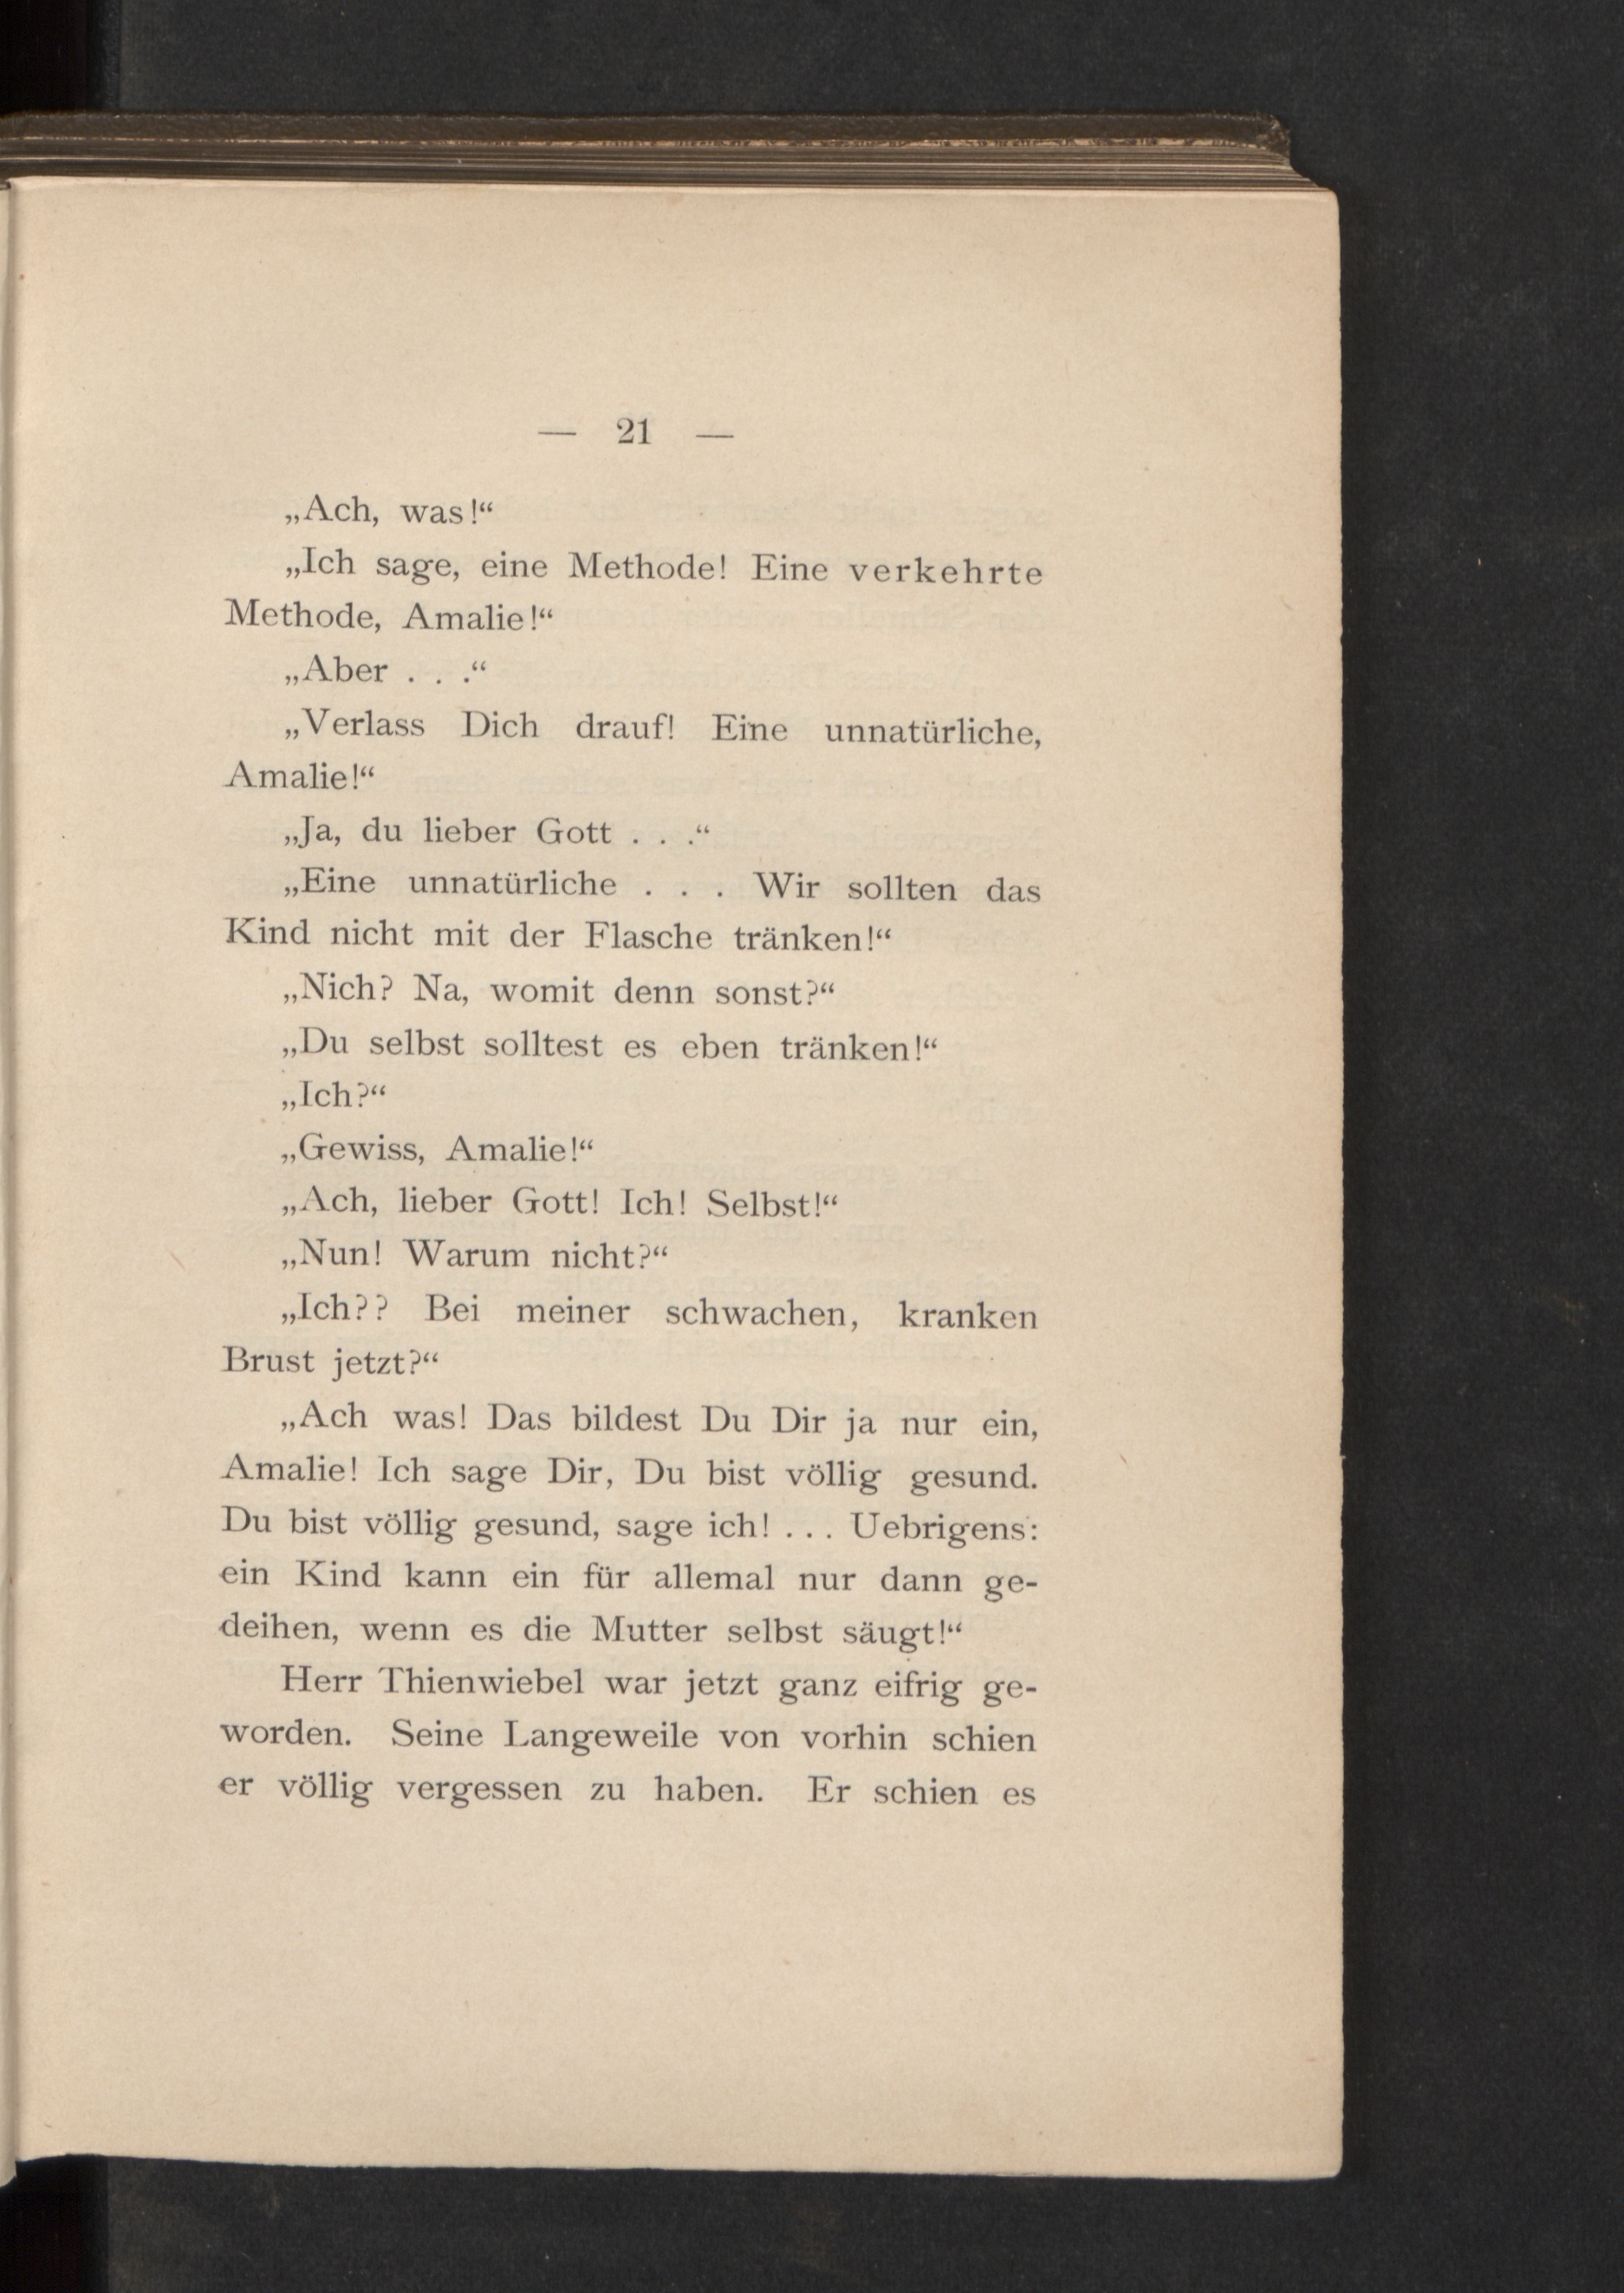 — 21 —
„Ach, was!“
„Ich sage, eine Methode! Eine verkehrte
Methode, Amalie!“
„Aber . . .“
„Verlass Dich drauf! Eine unnatürliche,
Amalie!“
„Ja, du lieber Gott . . .“
„Eine unnatürliche . . . Wir sollten das
Kind nicht mit der Flasche tränken!“
„Nich? Na, womit denn sonst?“
„Du selbst solltest es eben tränken!“
„Ich?“
„Gewiss, Amalie!“
„Ach, lieber Gott! Ich! Selbst!“
„Nun! Warum nicht?“
„Ich?? Bei meiner schwachen, kranken
Brust jetzt?“
„Ach was! Das bildest Du Dir ja nur ein,
Amalie! Ich sage Dir, Du bist völlig gesund.
Du bist völlig gesund, sage ich! . . . Uebrigens:
ein Kind kann ein für allemal nur dann ge-
deihen, wenn es die Mutter selbst säugt!“
Herr Thienwiebel war jetzt ganz eifrig ge-
worden. Seine Langeweile von vorhin schien
er völlig vergessen zu haben. Er schien es